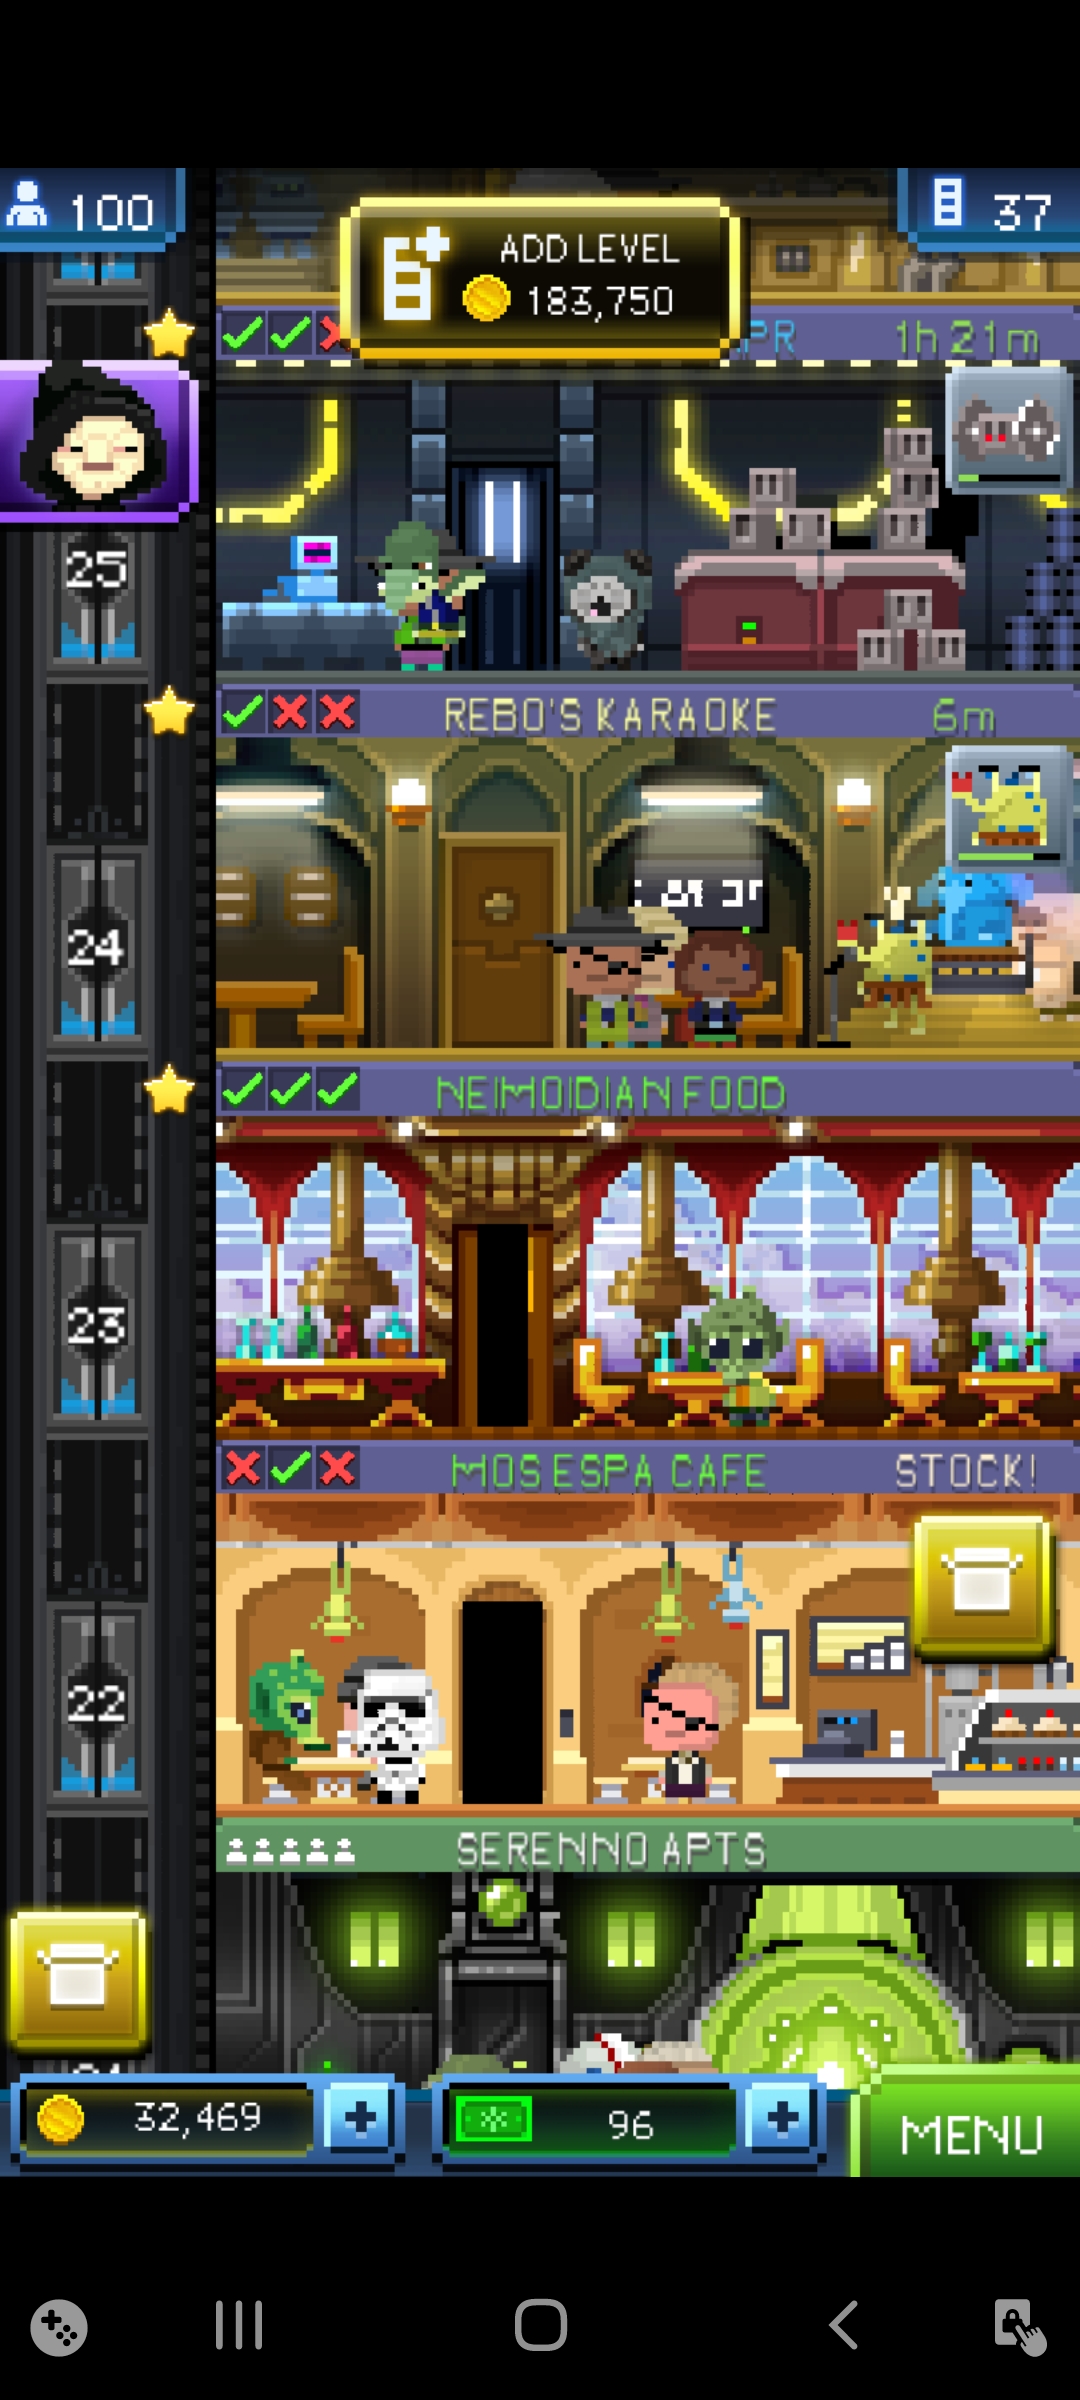 100
ADD LEVEL
183,750
37
PR
1h 21m
25
REBO'S KARAOKE
6m
24
NEIMOIDIAN FOOD
23
MOS ESPA CAFE
STOCK!
22
SERENNO APTS
32,469
96
MENU